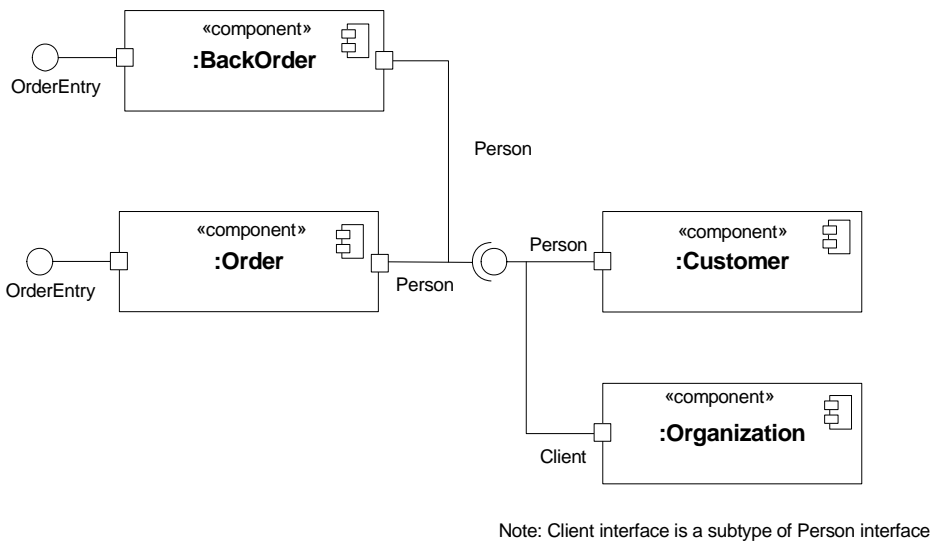 «component»
:BackOrder
OrderEntry
Person
«component»
:Order
OrderEntry
Person
Person
«component»
:Customer
«component»
:Organization
Client
Note: Client interface is a subtype of Person interface